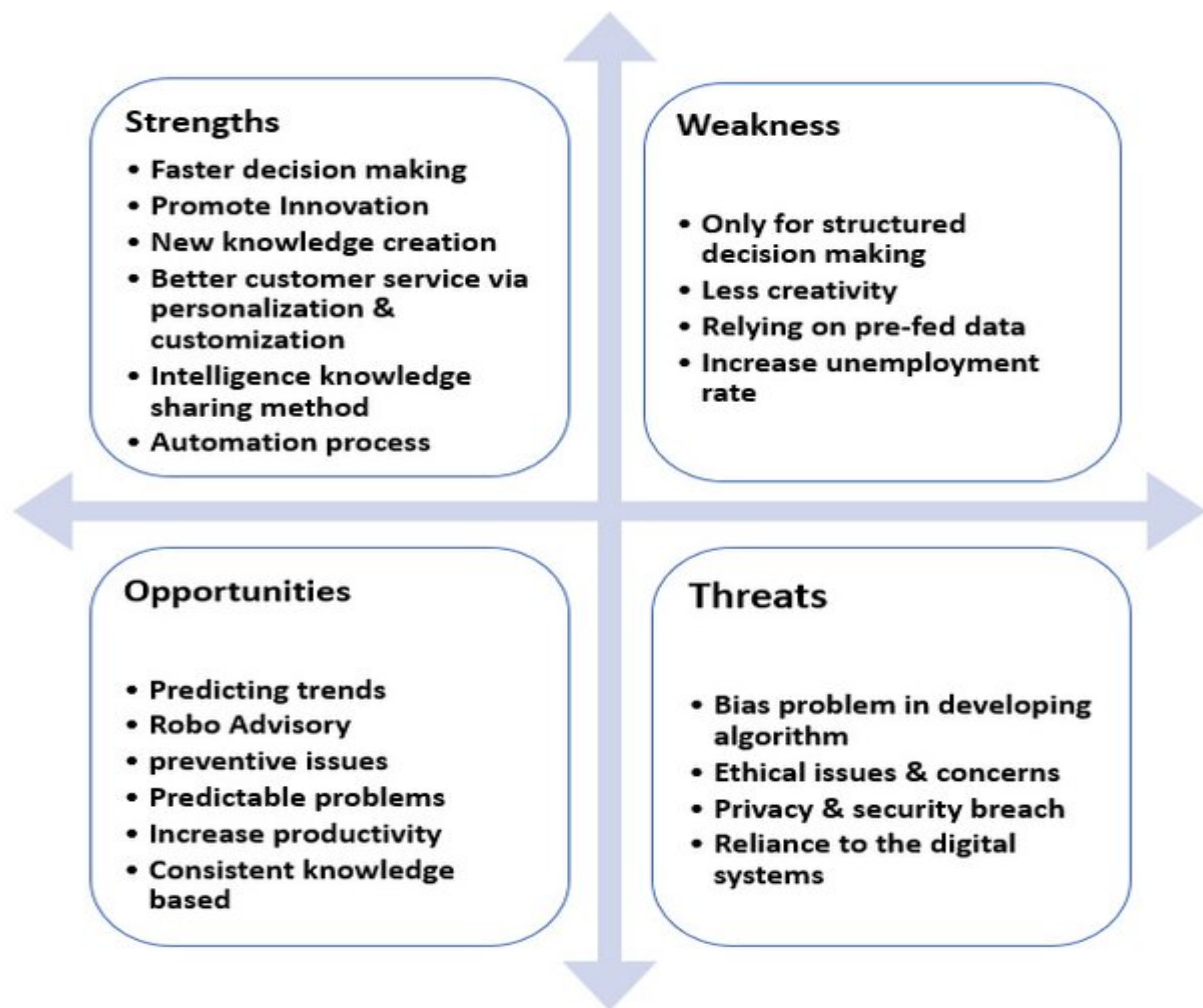 Strengths
• Faster decision making
• Promote Innovation
• New knowledge creation
• Better customer service via
personalization &
customization
• Intelligence knowledge
sharing method
• Automation process
Weakness
• Only for structured
decision making
• Less creativity
• Relying on pre-fed data
• Increase unemployment
rate
Opportunities
• Predicting trends
• Robo Advisory
• preventive issues
• Predictable problems
• Increase productivity
• Consistent knowledge
based
Threats
• Bias problem in developing
algorithm
• Ethical issues & concerns
• Privacy & security breach
• Reliance to the digital
systems